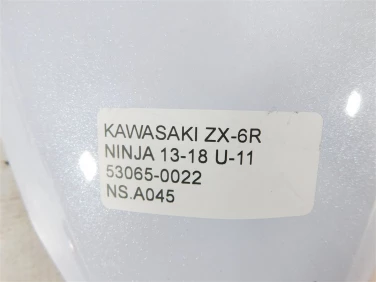 KAWASAKI ZX-6R
NINJA 13-18 U-11
53065-0022
NS.A045